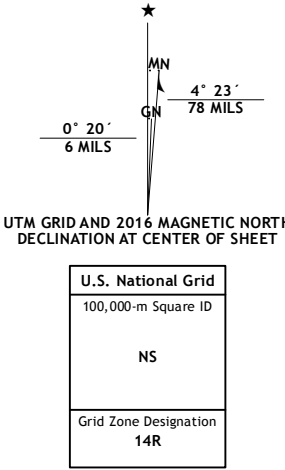 MN
4° 23´
78 MILS
GN
0° 20´
6 MILS
UTM GRID AND 2016 MAGNETIC NORTH
DECLINATION AT CENTER OF SHEET
U.S. National Grid
100,000-m Square ID
NS
Grid Zone Designation
14R